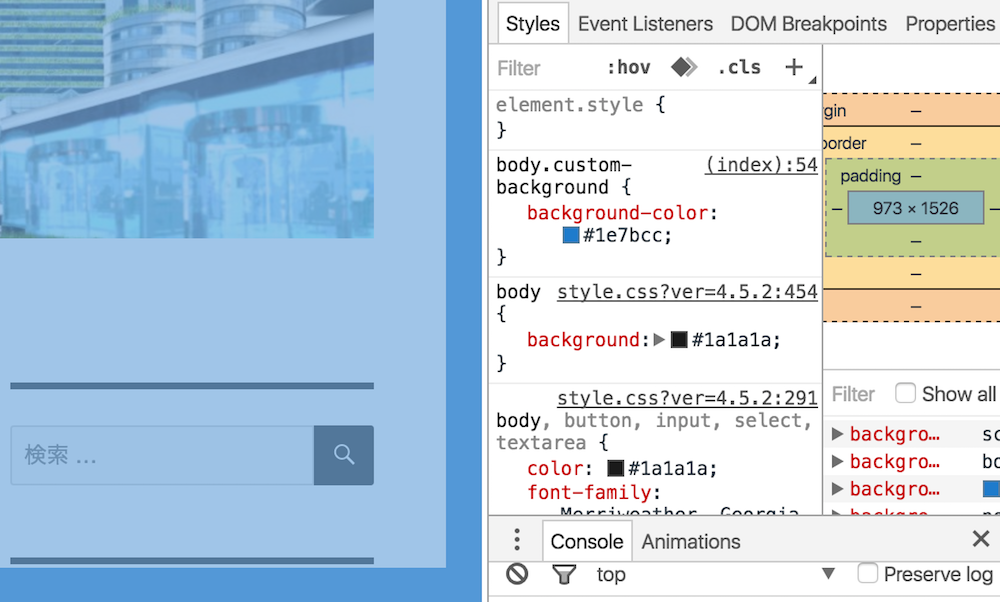 検索 ...
Styles Event Listeners DOM Breakpoints Properties
Filter :hov .cls +
element.style {
}
body.custom- (index):54
background {
background-color:
#1e7bcc;
}
body style.css?ver=4.5.2:454
{
background: #1a1a1a;
}
style.css?ver=4.5.2:291
body, button, input, select,
textarea {
color: #1a1a1a;
font-family:
Merriweather, Georgia
gin –
border –
padding –
– 973 × 1526 –
–
–
–
Filter Show all
backgro… sc
backgro… bo
backgro…
Console Animations
top Preserve log